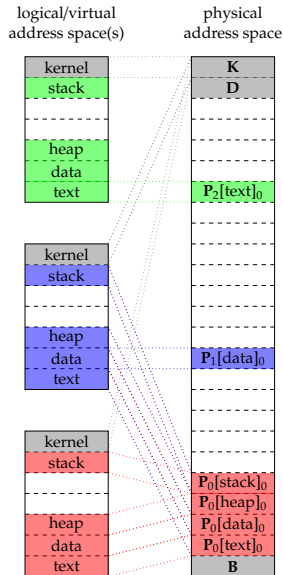 logical/virtual
address space(s)
kernel
stack
heap
data
text
kernel
stack
heap
data
text
kernel
stack
heap
data
text
physical
address space
K
D
P₂[text]₀
P₁[data]₀
P₀[stack]₀
P₀[heap]₀
P₀[data]₀
P₀[text]₀
B